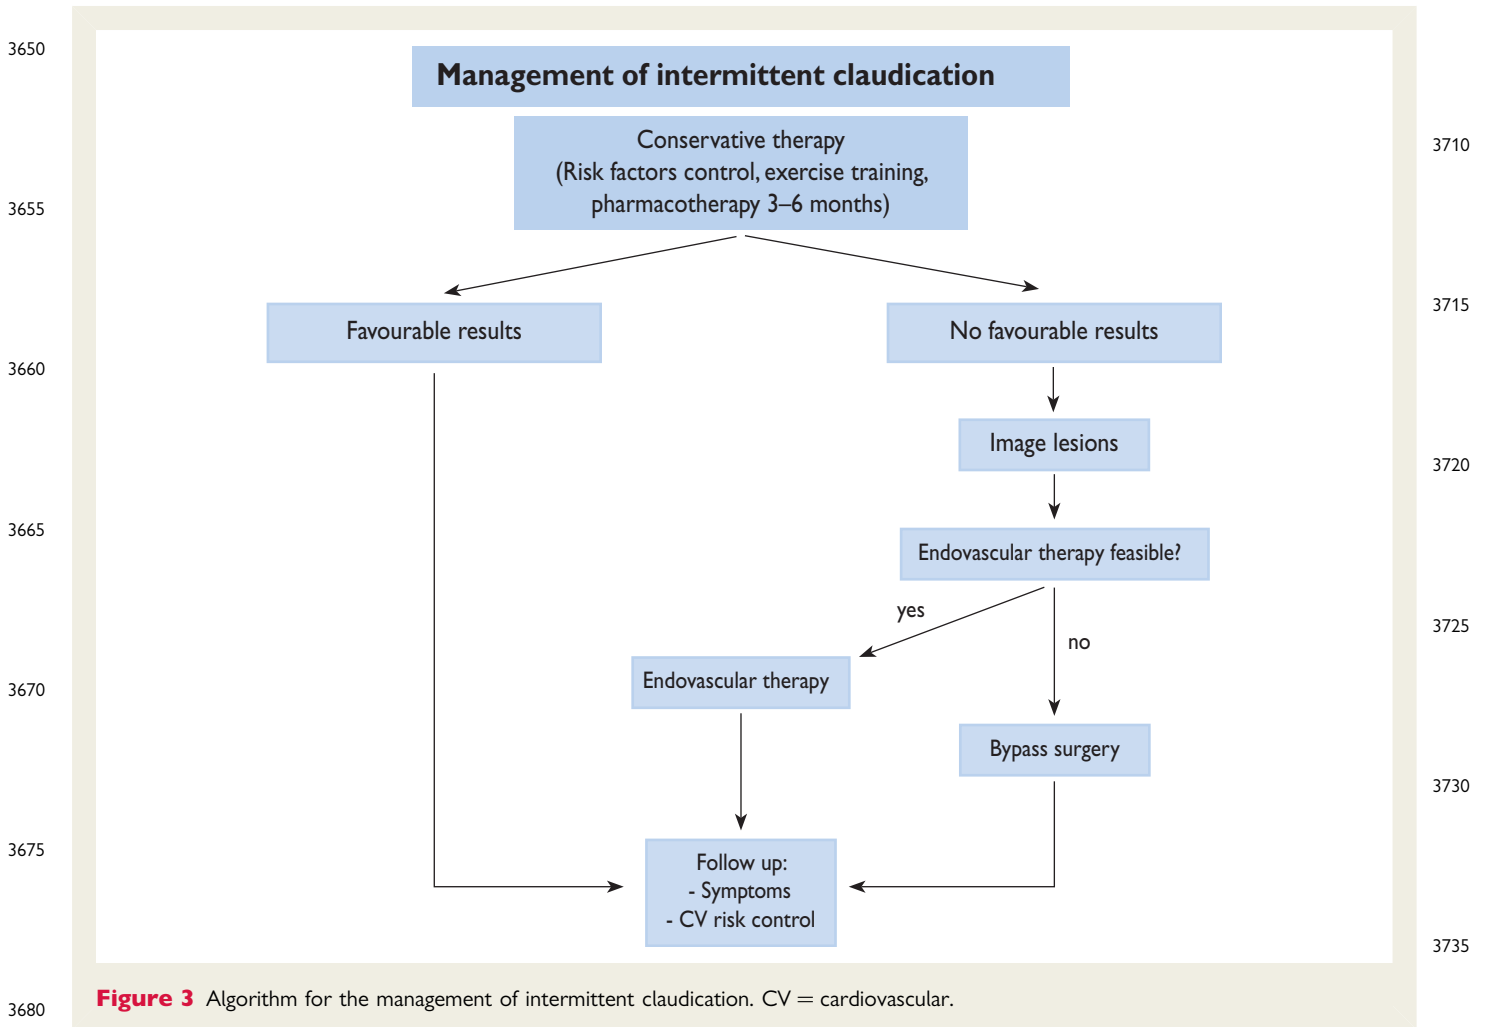 3650
Management of intermittent claudication
Conservative therapy
3710
(Risk factors control, exercise training,
3655
pharmacotherapy 3–6 months)
3715
Favourable results
No favourable results
3660
Image lesions
3720
3665
Endovascular therapy feasible?
yes
3725
no
3670
Endovascular therapy
Bypass surgery
3730
3675
Follow up:
- Symptoms
- CV risk control
3735
Figure 3 Algorithm for the management of intermittent claudication. CV = cardiovascular.
3680